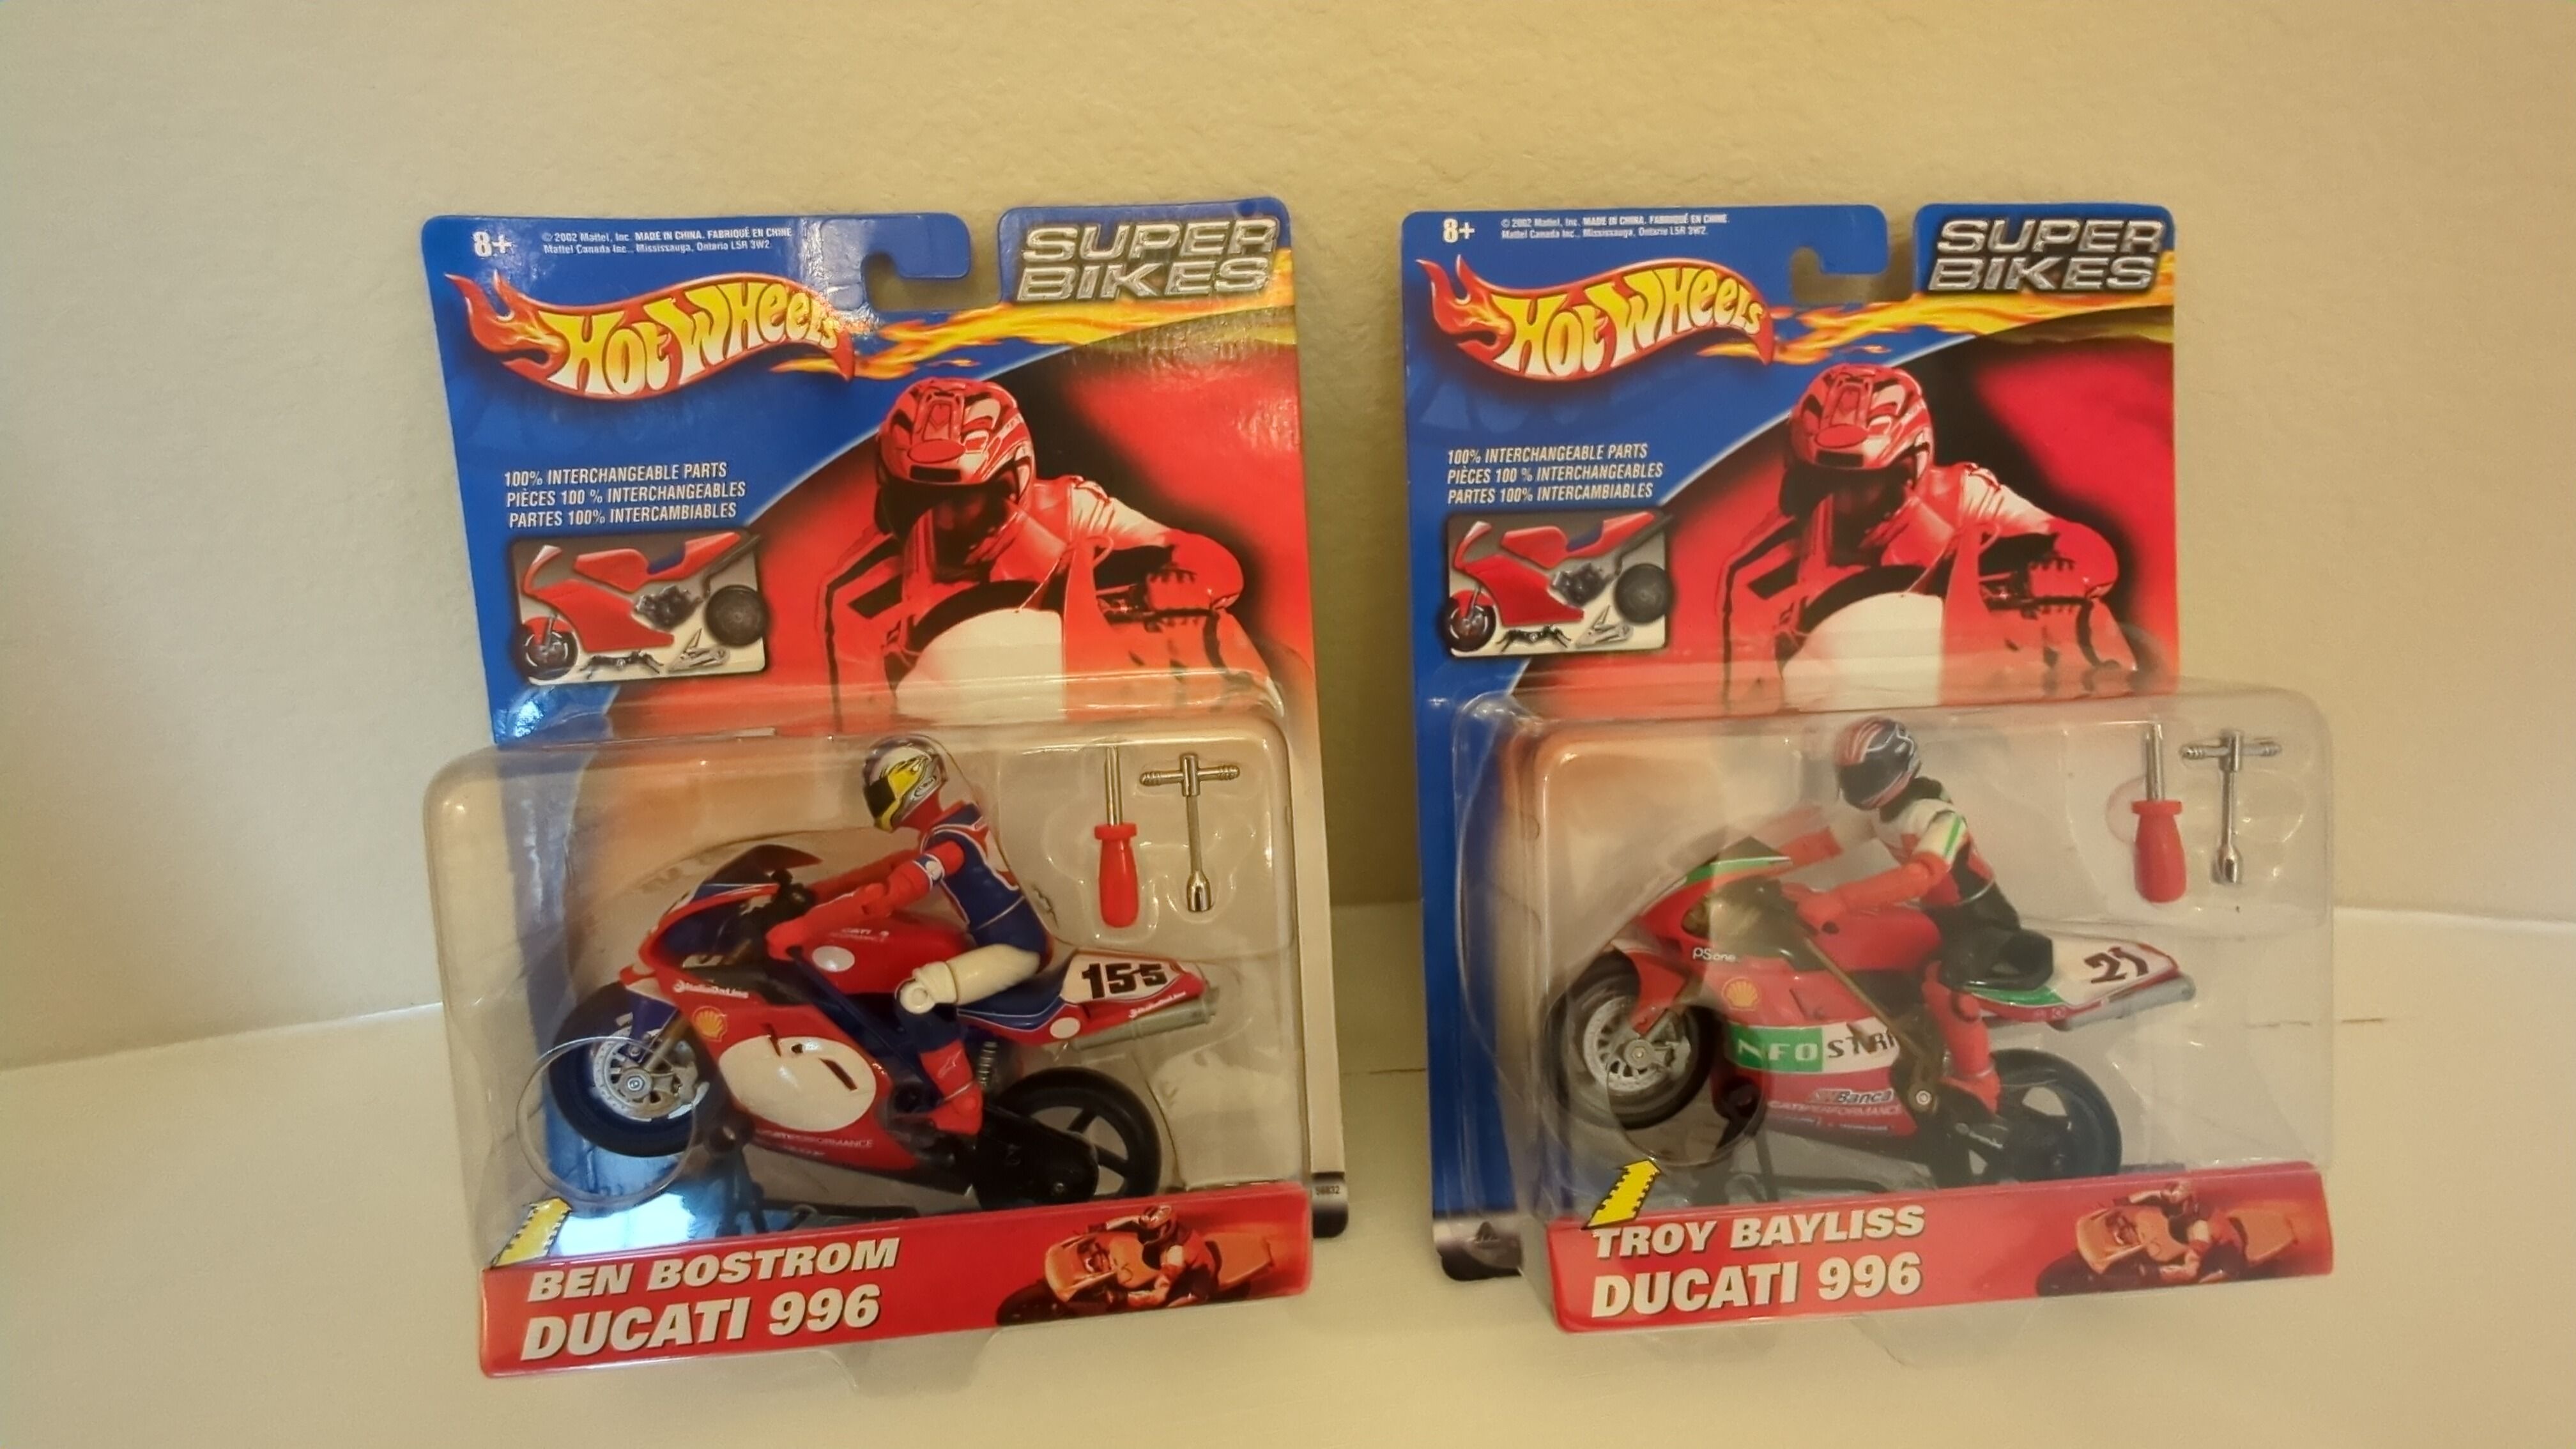 8+
© 2002 Mattel, Inc. MADE IN CHINA. FABRIQUÉ EN CHINE
Mattel Canada Inc., Mississauga, Ontario L5R 3W2.
SUPER
BIKES
HOT WHEELS
100% INTERCHANGEABLE PARTS
PIÈCES 100 % INTERCHANGEABLES
PARTES 100% INTERCAMBIABLES
155
BEN BOSTROM
DUCATI 996
8+
© 2002 Mattel, Inc. MADE IN CHINA. FABRIQUÉ EN CHINE
Mattel Canada Inc., Mississauga, Ontario L5R 3W2.
SUPER
BIKES
HOT WHEELS
100% INTERCHANGEABLE PARTS
PIÈCES 100 % INTERCHANGEABLES
PARTES 100% INTERCAMBIABLES
PSone
21
NFOSTR
Banca
TROY BAYLISS
DUCATI 996